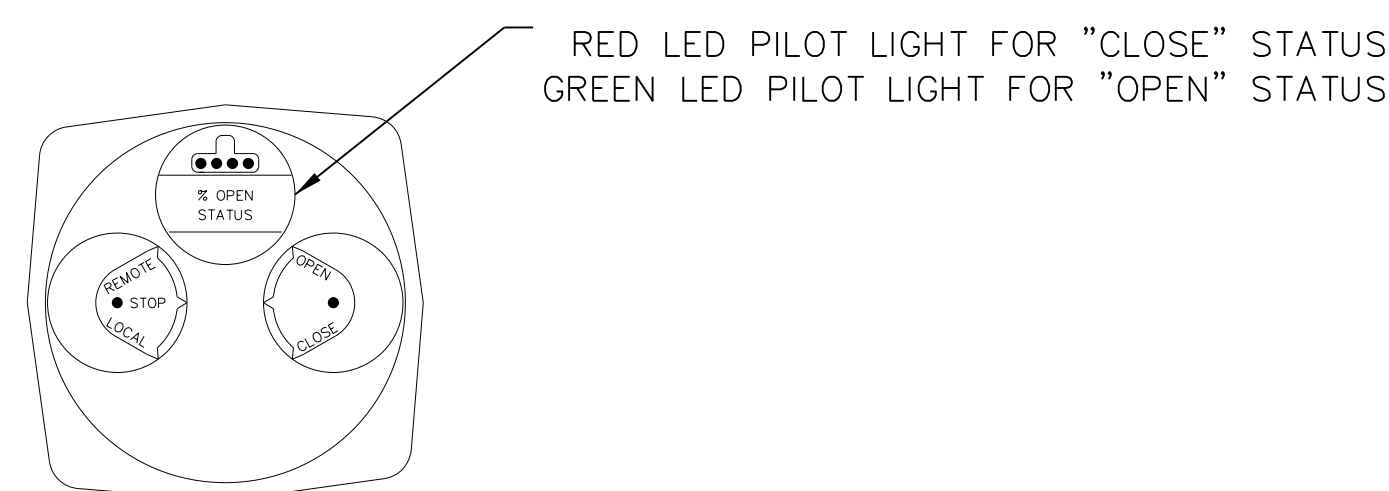 RED LED PILOT LIGHT FOR ”CLOSE” STATUS
GREEN LED PILOT LIGHT FOR ”OPEN” STATUS
% OPEN
STATUS
REMOTE
STOP
LOCAL
OPEN
CLOSE